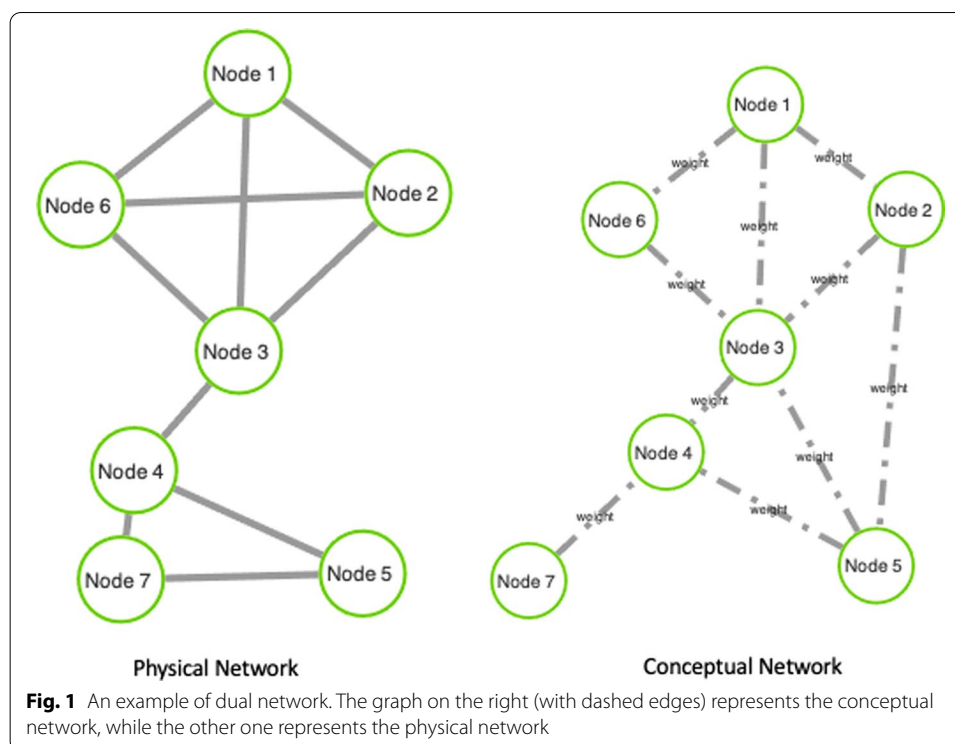 Node 1
Node 6
Node 2
Node 3
Node 4
Node 7
Node 5
Physical Network
Node 1
weight
weight
Node 6
Node 2
weight
weight
weight
Node 3
weight
weight
Node 4
weight
weight
weight
Node 7
Node 5
Conceptual Network
Fig. 1 An example of dual network. The graph on the right (with dashed edges) represents the conceptual
network, while the other one represents the physical network